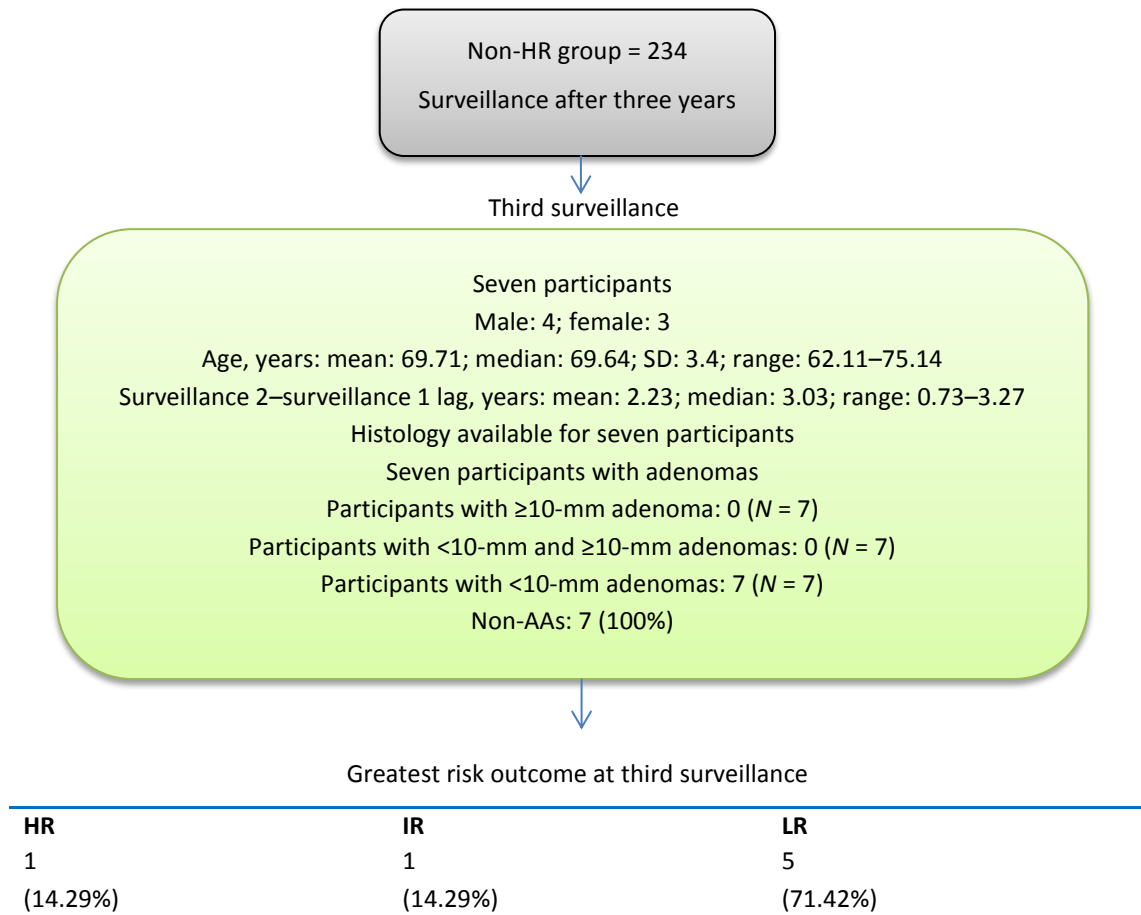 Non-HR group = 234
Surveillance after three years
Third surveillance
Seven participants
Male: 4; female: 3
Age, years: mean: 69.71; median: 69.64; SD: 3.4; range: 62.11–75.14
Surveillance 2–surveillance 1 lag, years: mean: 2.23; median: 3.03; range: 0.73–3.27
Histology available for seven participants
Seven participants with adenomas
Participants with ≥10-mm adenoma: 0 (N = 7)
Participants with <10-mm and ≥10-mm adenomas: 0 (N = 7)
Participants with <10-mm adenomas: 7 (N = 7)
Non-AAs: 7 (100%)
Greatest risk outcome at third surveillance
HR IR LR
1 1 5
(14.29%) (14.29%) (71.42%)